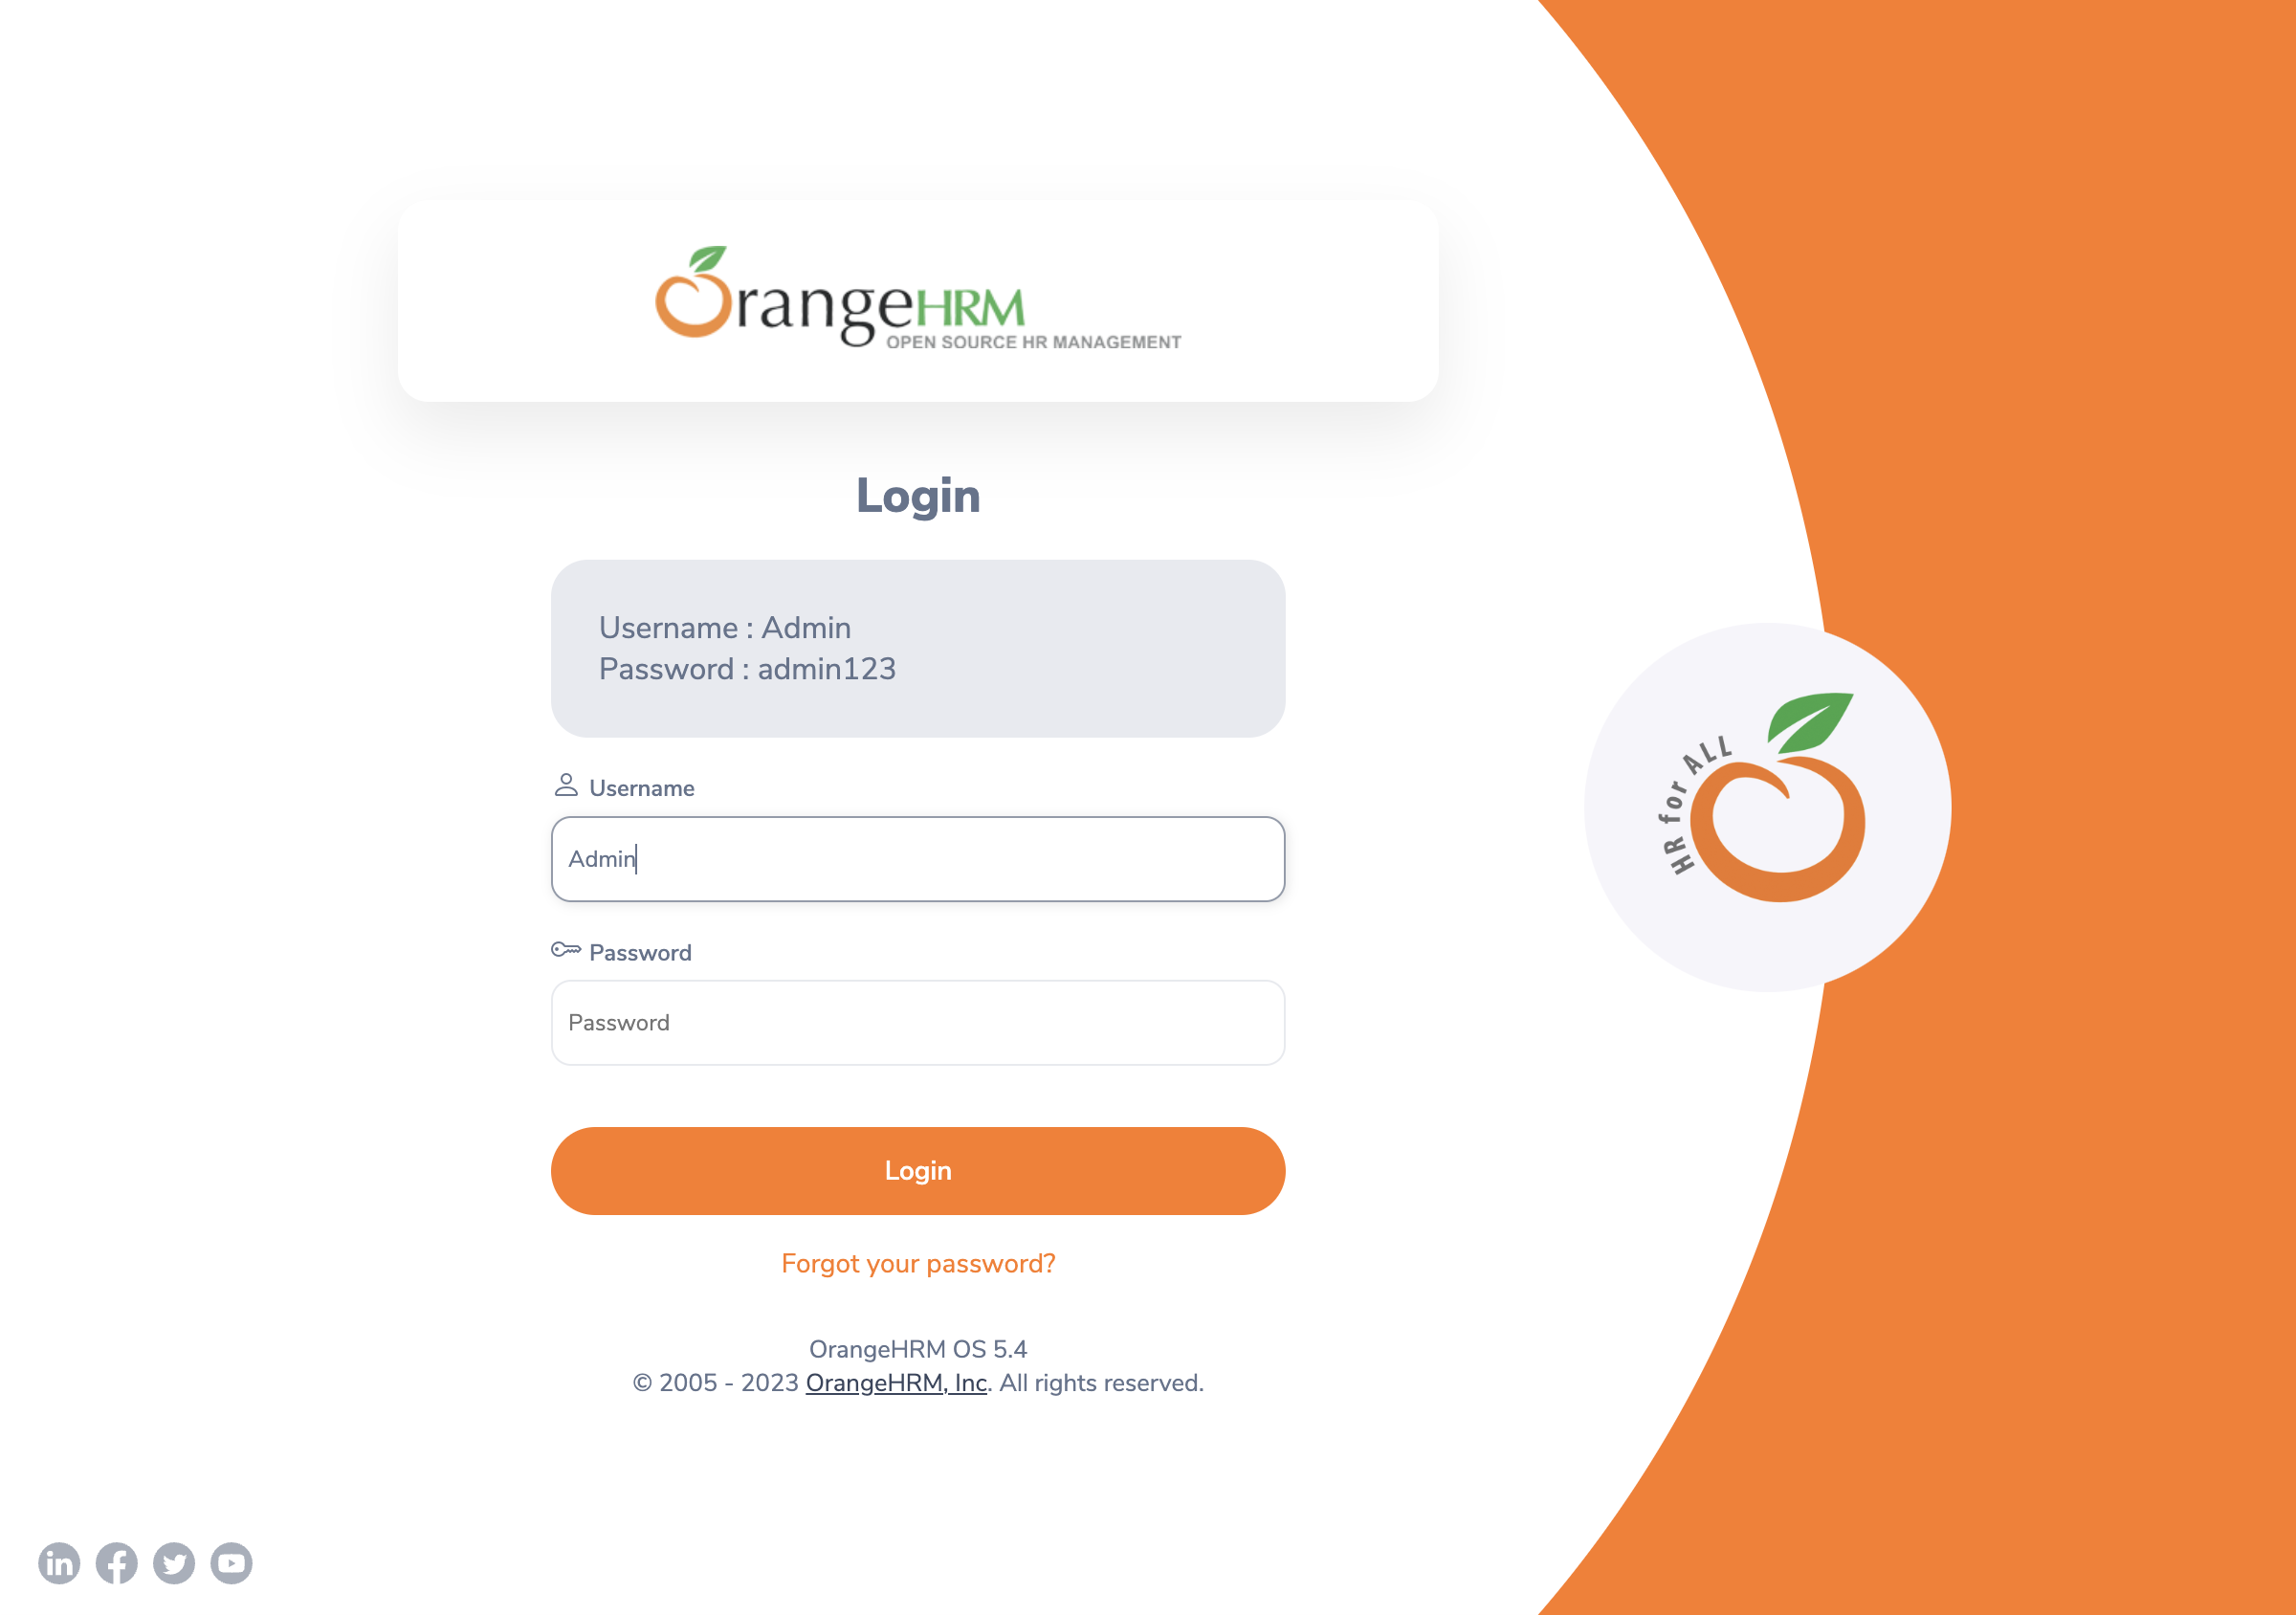 OrangeHRM
OPEN SOURCE HR MANAGEMENT
Login
Username : Admin
Password : admin123
Username
Admin
Password
Password
Login
Forgot your password?
OrangeHRM OS 5.4
© 2005 - 2023 OrangeHRM, Inc. All rights reserved.
HR for ALL
in